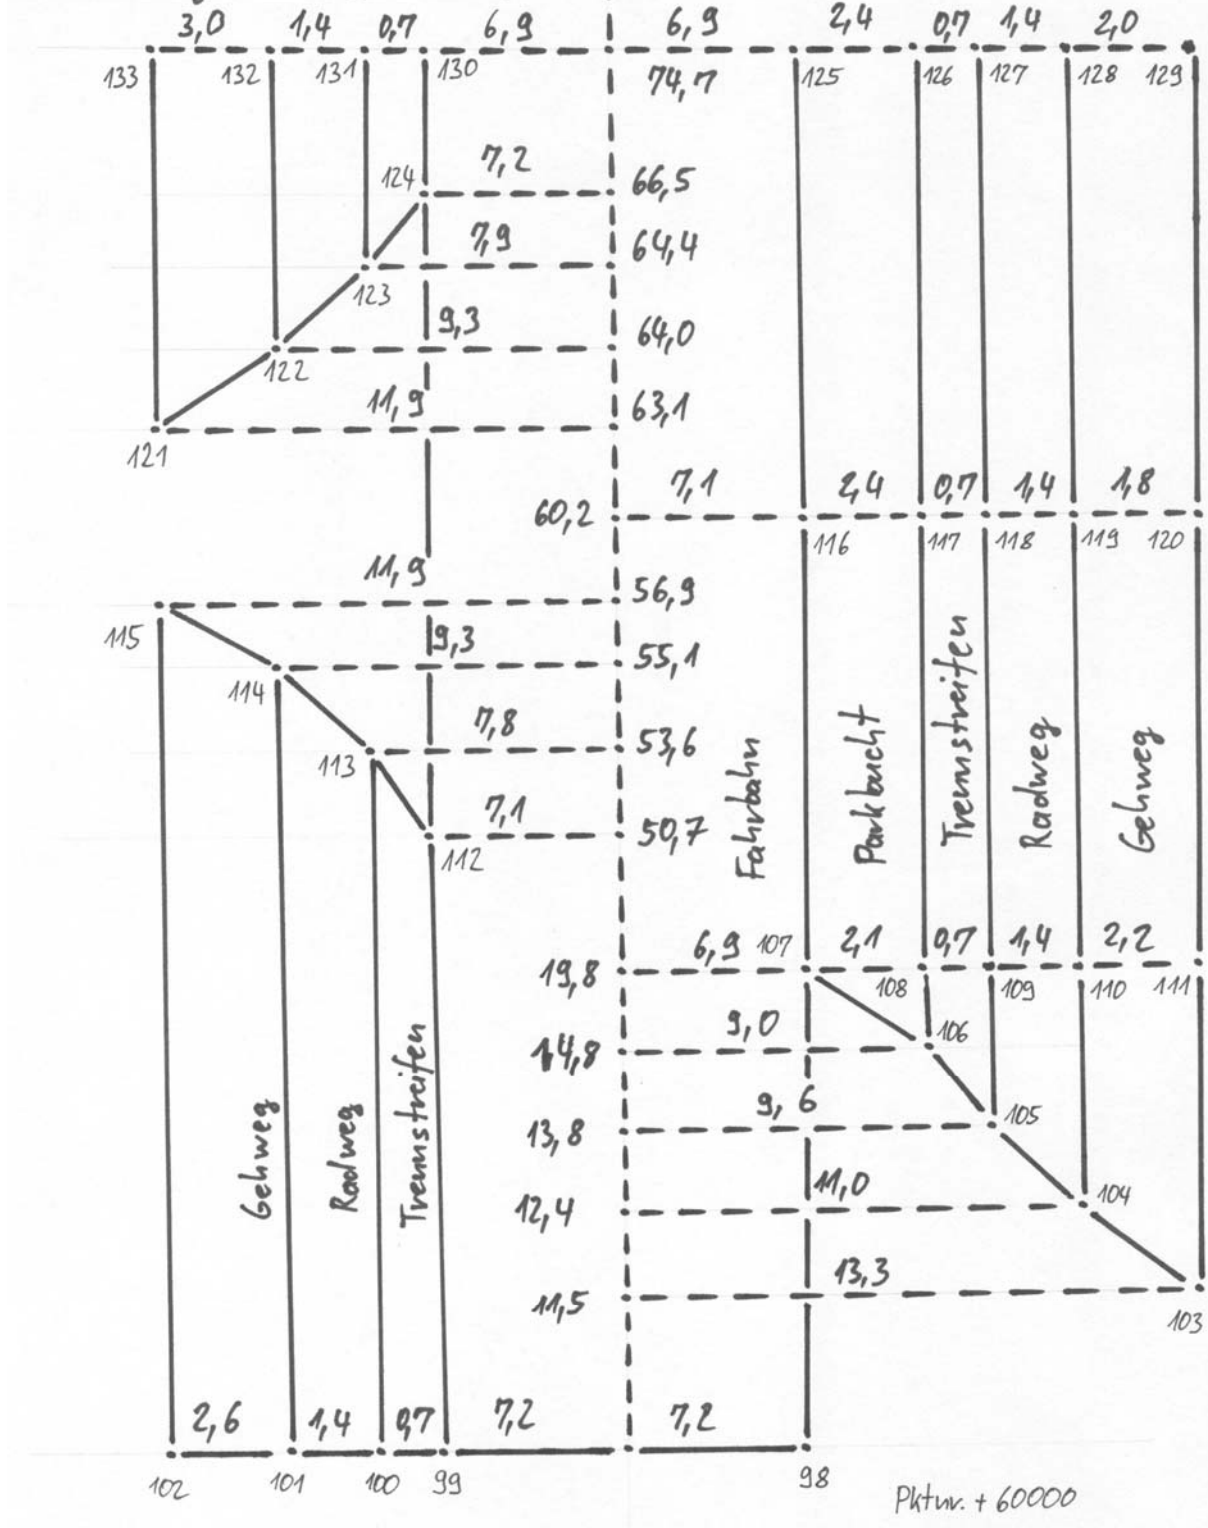 3,0 1,4 0,7 6,9 6,9 2,4 0,7 1,4 2,0
133 132 131 130 74,7 125 126 127 128 129
7,2
124 66,5
7,9 64,4
123
9,3 64,0
122
11,9 63,1
121
7,1 2,4 0,7 1,4 1,8
60,2
116 117 118 119 120
11,9
56,9
115 9,3 55,1
114
7,8 53,6
113
7,1 50,7
112
Fahrbahn
Parkbucht
Trennstreifen
Radweg
Gehweg
6,9 107 2,1 0,7 1,4 2,2
19,8 108 109 110 111
9,0 106
14,8
9,6 105
13,8
11,0 104
12,4
13,3
11,5
103
Gehweg
Radweg
Trennstreifen
2,6 1,4 0,7 7,2 7,2
102 101 100 99 98
Pktnr. + 60000